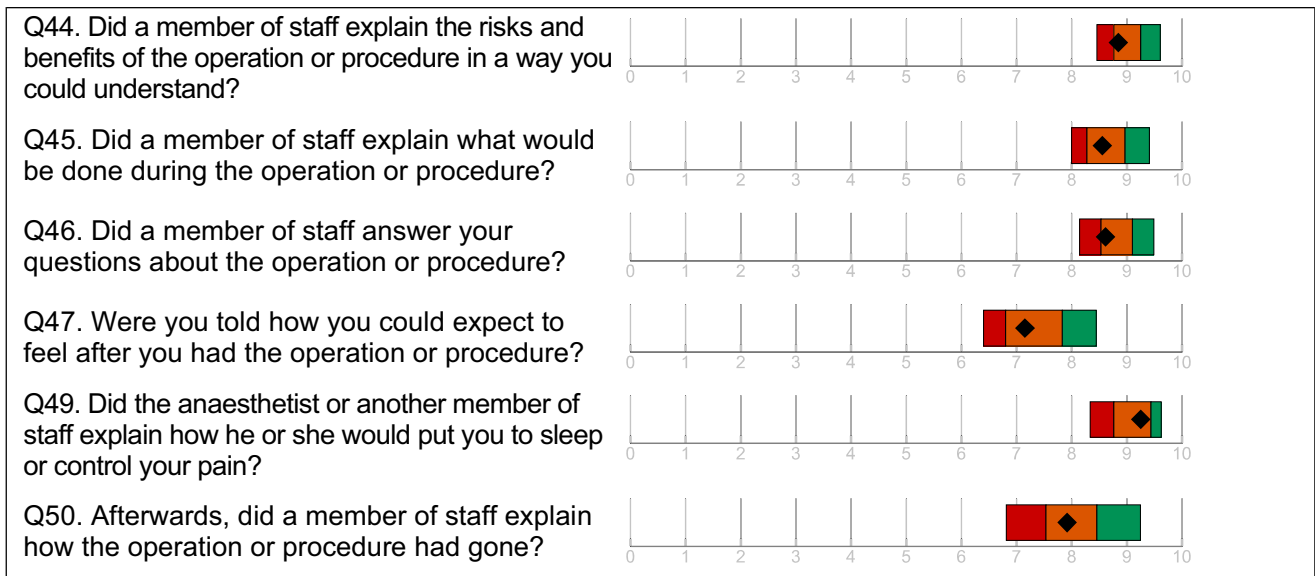 Q44. Did a member of staff explain the risks and
benefits of the operation or procedure in a way you
could understand?
0 1 2 3 4 5 6 7 8 9 10
Q45. Did a member of staff explain what would
be done during the operation or procedure?
0 1 2 3 4 5 6 7 8 9 10
Q46. Did a member of staff answer your
questions about the operation or procedure?
0 1 2 3 4 5 6 7 8 9 10
Q47. Were you told how you could expect to
feel after you had the operation or procedure?
0 1 2 3 4 5 6 7 8 9 10
Q49. Did the anaesthetist or another member of
staff explain how he or she would put you to sleep
or control your pain?
0 1 2 3 4 5 6 7 8 9 10
Q50. Afterwards, did a member of staff explain
how the operation or procedure had gone?
0 1 2 3 4 5 6 7 8 9 10